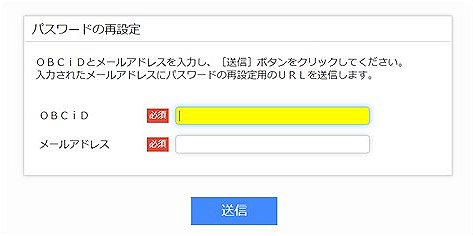 パスワードの再設定
ＯＢＣｉＤとメールアドレスを入力し、［送信］ボタンをクリックしてください。
入力されたメールアドレスにパスワードの再設定用のＵＲＬを送信します。
ＯＢＣｉＤ 必須
メールアドレス 必須
送信